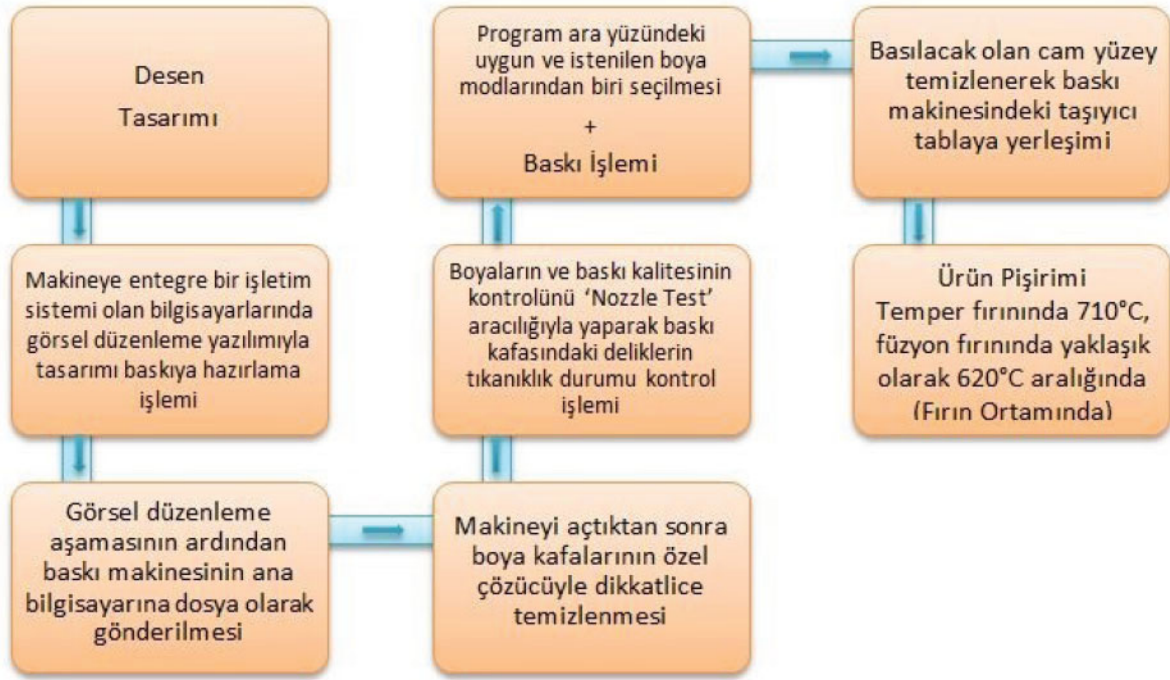 Desen
Tasarımı
Makineye entegre bir işletim
sistemi olan bilgisayarlarında
görsel düzenleme yazılımıyla
tasarımı baskıya hazırlama
işlemi
Görsel düzenleme
aşamasının ardından
baskı makinesinin ana
bilgisayarına dosya olarak
gönderilmesi
Makineyi açtıktan sonra
boya kafalarının özel
çözücüyle dikkatlice
temizlenmesi
Boyaların ve baskı kalitesinin
kontrolünü ‘Nozzle Test’
aracılığıyla yaparak baskı
kafasındaki deliklerin
tıkanıklık durumu kontrol
işlemi
Program ara yüzündeki
uygun ve istenilen boya
modlarından biri seçilmesi
+
Baskı İşlemi
Basılacak olan cam yüzey
temizlenerek baskı
makinesindeki taşıyıcı
tablaya yerleşimi
Ürün Pişirimi
Temper fırınında 710°C,
füzyon fırınında yaklaşık
olarak 620°C aralığında
(Fırın Ortamında)